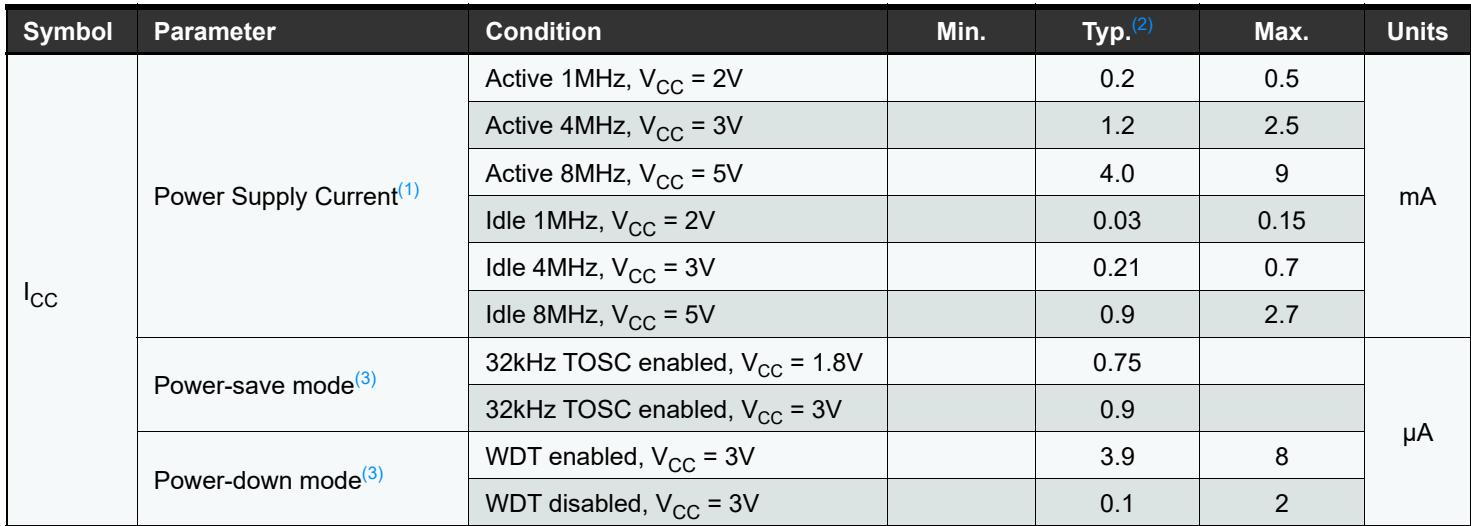 Symbol Parameter Condition Min. Typ.(2) Max. Units
Active 1MHz, VCC = 2V 0.2 0.5
Active 4MHz, VCC = 3V 1.2 2.5
Active 8MHz, VCC = 5V 4.0 9
Power Supply Current(1) mA
Idle 1MHz, VCC = 2V 0.03 0.15
Idle 4MHz, VCC = 3V 0.21 0.7
ICC
Idle 8MHz, VCC = 5V 0.9 2.7
32kHz TOSC enabled, VCC = 1.8V 0.75
Power-save mode(3)
32kHz TOSC enabled, VCC = 3V 0.9
µA
WDT enabled, VCC = 3V 3.9 8
Power-down mode(3)
WDT disabled, VCC = 3V 0.1 2